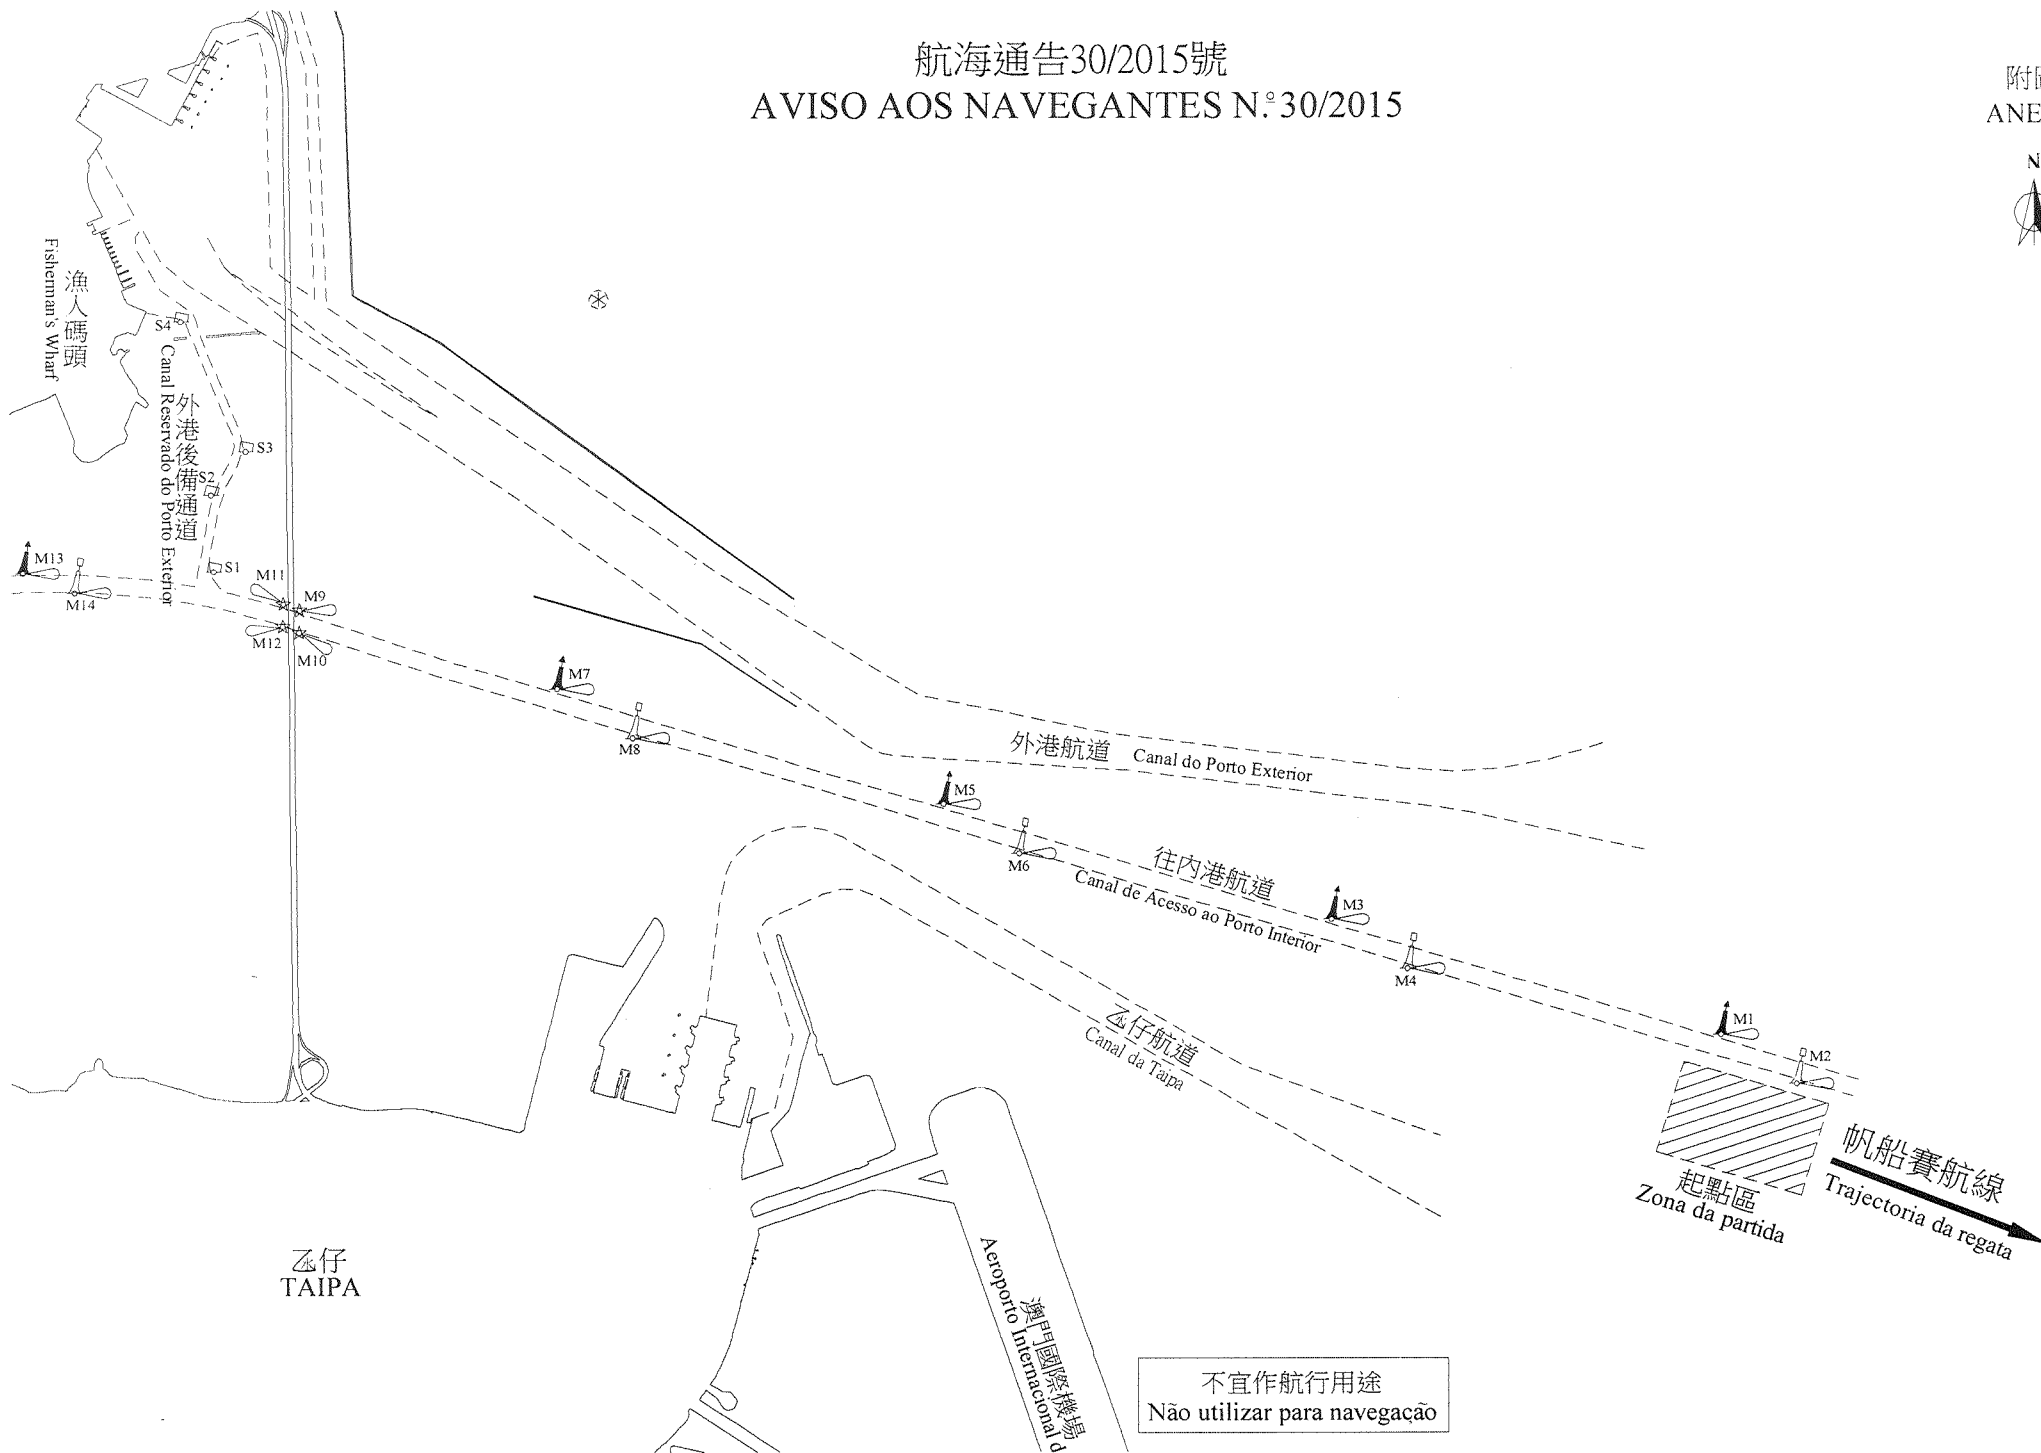 航海通告30/2015號
AVISO AOS NAVEGANTES N.º 30/2015
附
ANE
N
漁人碼頭
Fisherman's Wharf
S4
外港後備通道
Canal Reservado do Porto Exterior
S3
S2
S1
M13
M14
M11
M9
M12
M10
M7
M8
外港航道 Canal do Porto Exterior
M5
M6
往內港航道
Canal de Acesso ao Porto Interior
M3
M4
M1
M2
氹仔航道
Canal da Taipa
帆船賽航線
Trajectoria da regata
起點區
Zona da partida
氹仔
TAIPA
澳門國際機場
Aeroporto Internacional d
不宜作航行用途
Não utilizar para navegação